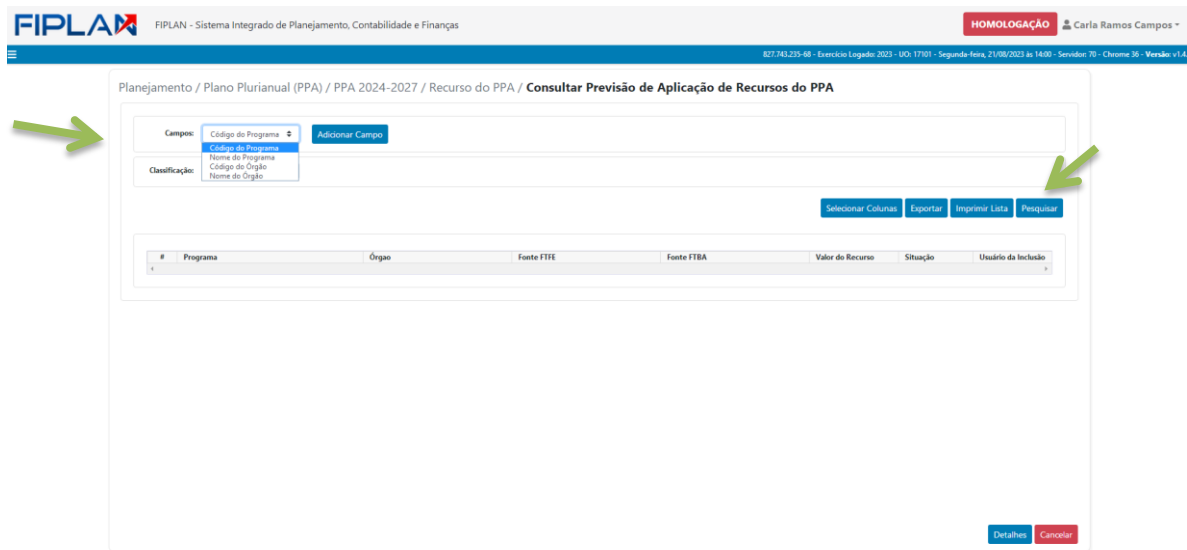 FIPLAN
FIPLAN - Sistema Integrado de Planejamento, Contabilidade e Finanças
HOMOLOGAÇÃO
Carla Ramos Campos
827.743.235-68 - Exercício Logado: 2023 - UO: 17101 - Segunda-feira, 21/08/2023 às 14:00 - Servidor: 70 - Chrome 36 - Versão: v1.4.
Planejamento / Plano Plurianual (PPA) / PPA 2024-2027 / Recurso do PPA / Consultar Previsão de Aplicação de Recursos do PPA
Campos: Código do Programa Adicionar Campo
Código do Programa
Nome do Programa
Código do Órgão
Nome do Órgão
Classificação:
Selecionar Colunas Exportar Imprimir Lista Pesquisar
# Programa Órgao Fonte FTFE Fonte FTBA Valor do Recurso Situação Usuário da Inclusão
Detalhes Cancelar